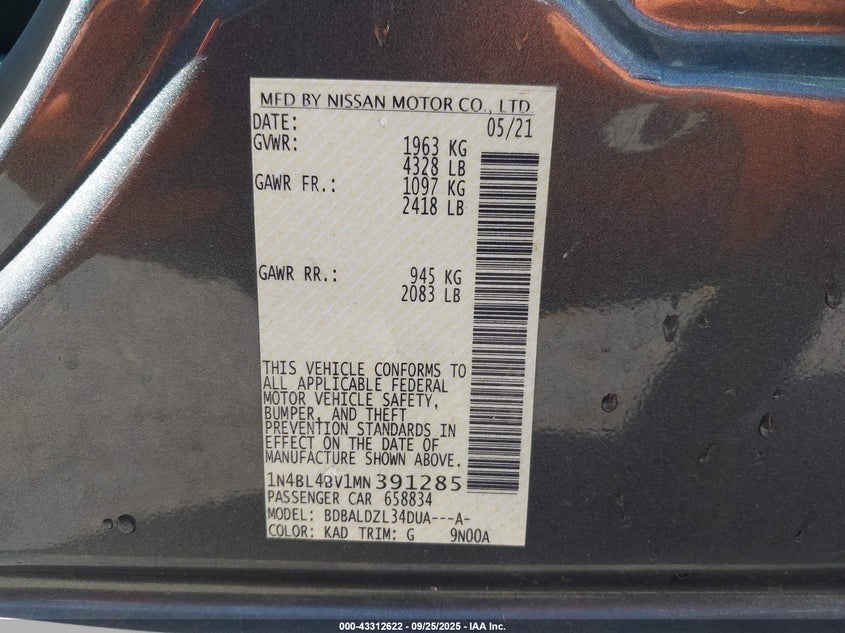 MFD BY NISSAN MOTOR CO., LTD.
DATE: 05/21
GVWR: 1963 KG
4328 LB
GAWR FR.: 1097 KG
2418 LB
GAWR RR.: 945 KG
2083 LB
THIS VEHICLE CONFORMS TO
ALL APPLICABLE FEDERAL
MOTOR VEHICLE SAFETY,
BUMPER, AND THEFT
PREVENTION STANDARDS IN
EFFECT ON THE DATE OF
MANUFACTURE SHOWN ABOVE.
1N4BL4BV1MN391285
PASSENGER CAR 658834
MODEL: BDBALDZL34DUA---A-
COLOR: KAD TRIM: G 9N00A
000-43312622 - 09/25/2025 - IAA Inc.